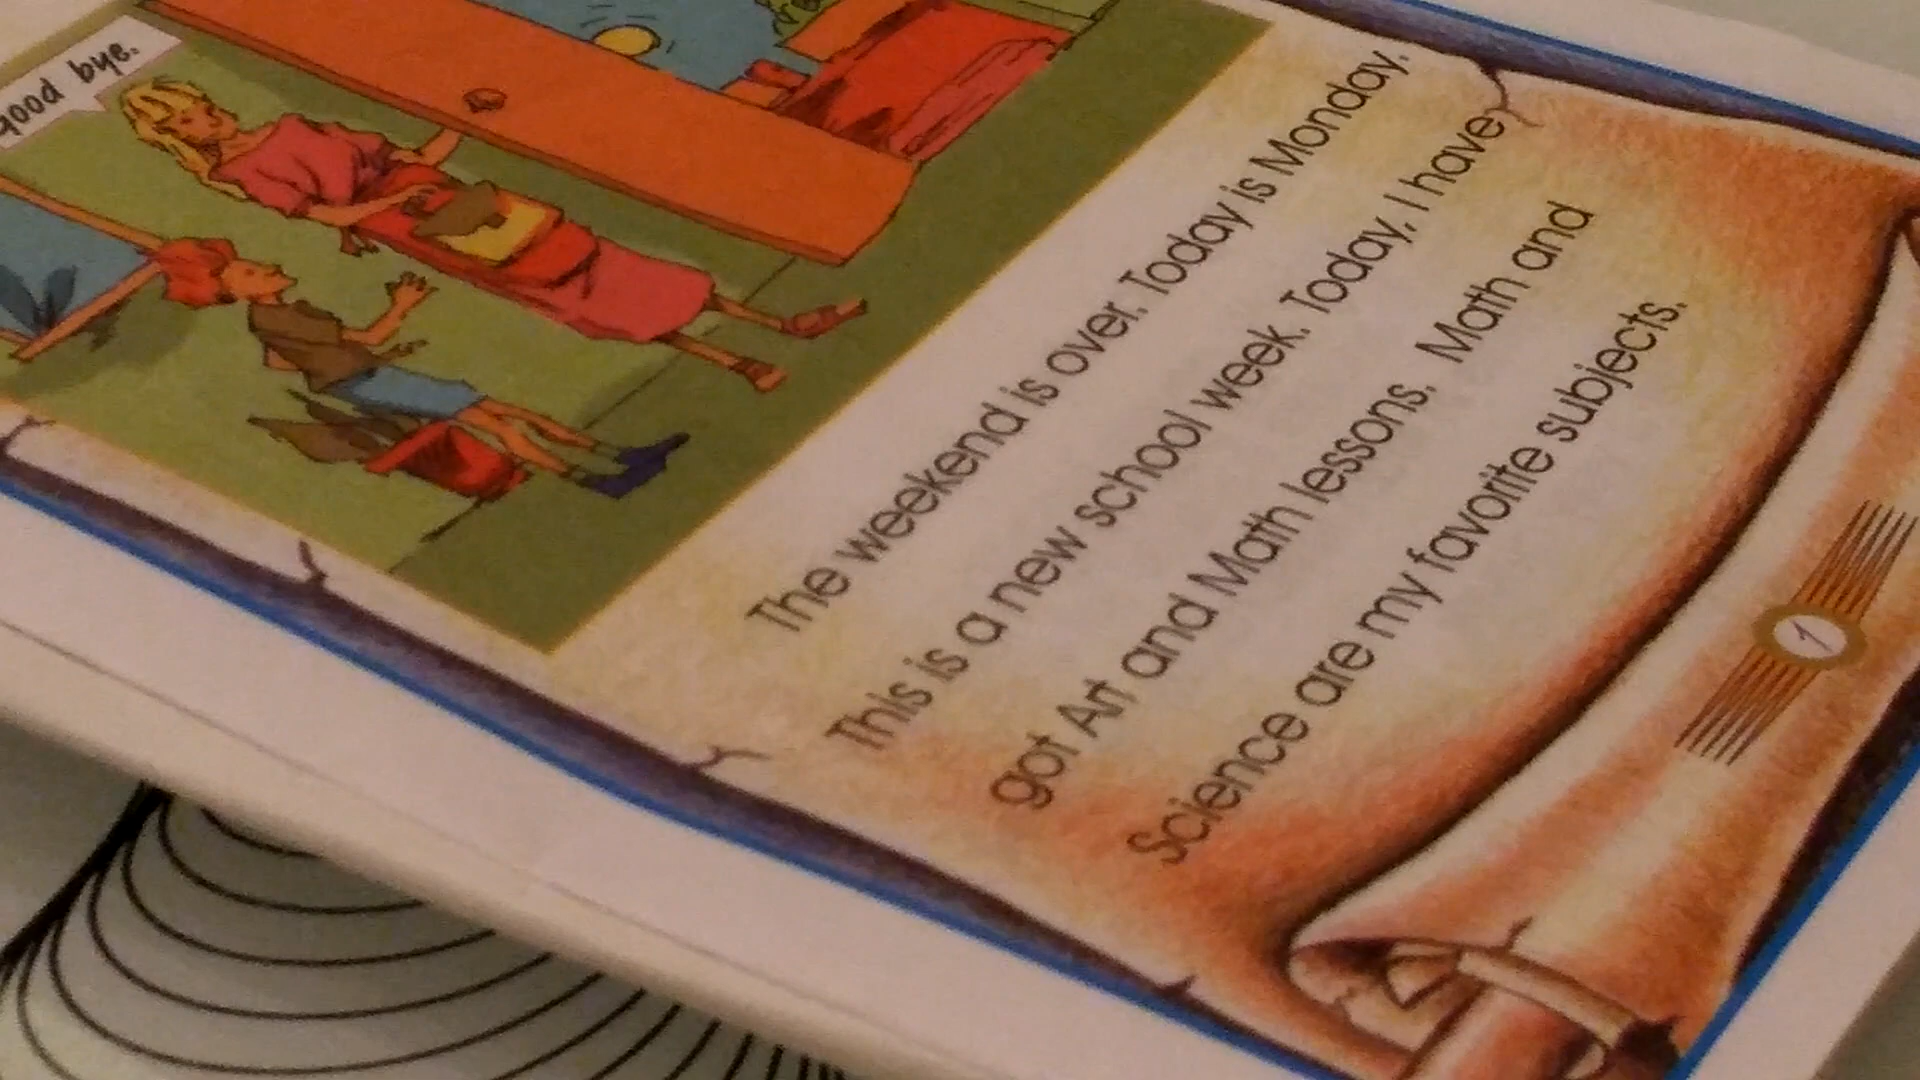 good bye.
The weekend is over. Today is Monday.
This is a new school week. Today, I have
got Art and Math lessons. Math and
Science are my favorite subjects.
1